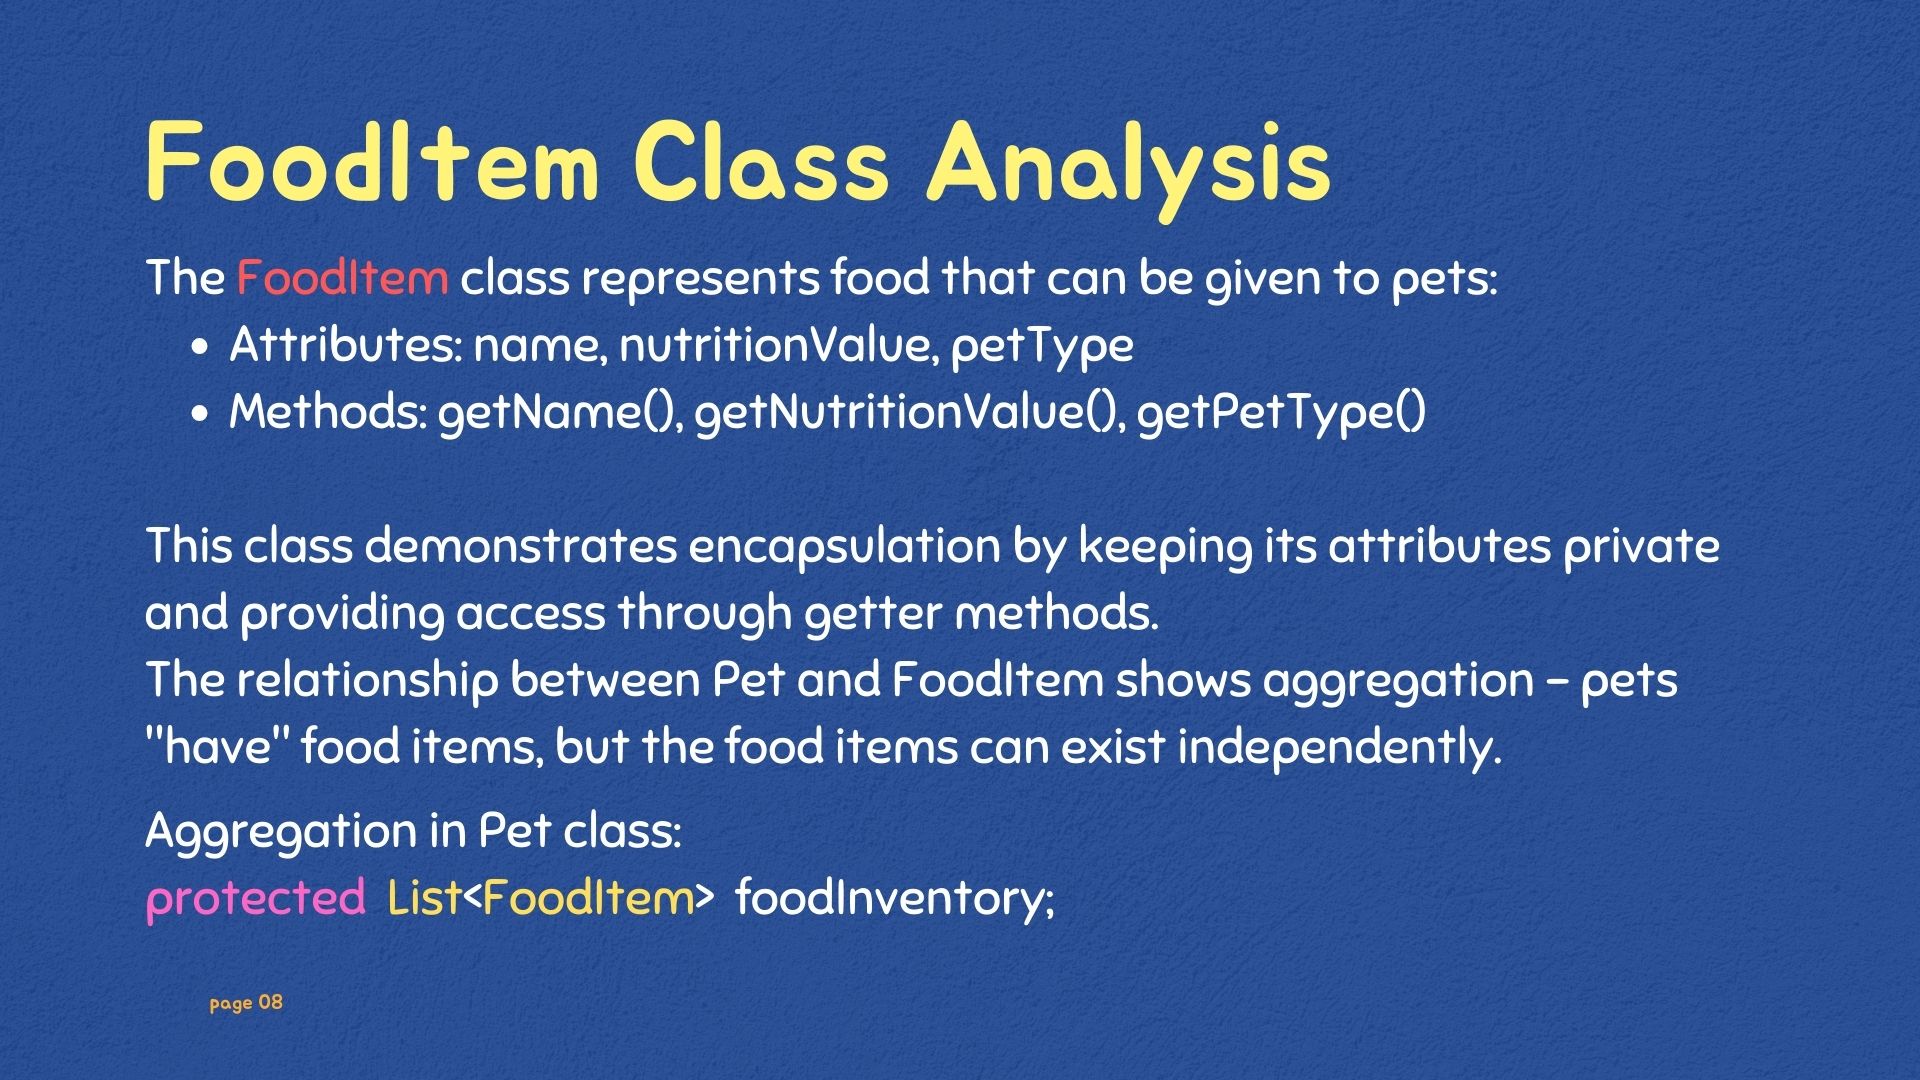 FoodItem Class Analysis
The FoodItem class represents food that can be given to pets:
• Attributes: name, nutritionValue, petType
• Methods: getName(), getNutritionValue(), getPetType()
This class demonstrates encapsulation by keeping its attributes private
and providing access through getter methods.
The relationship between Pet and FoodItem shows aggregation - pets
"have" food items, but the food items can exist independently.
Aggregation in Pet class:
protected List<FoodItem> foodInventory;
page 08